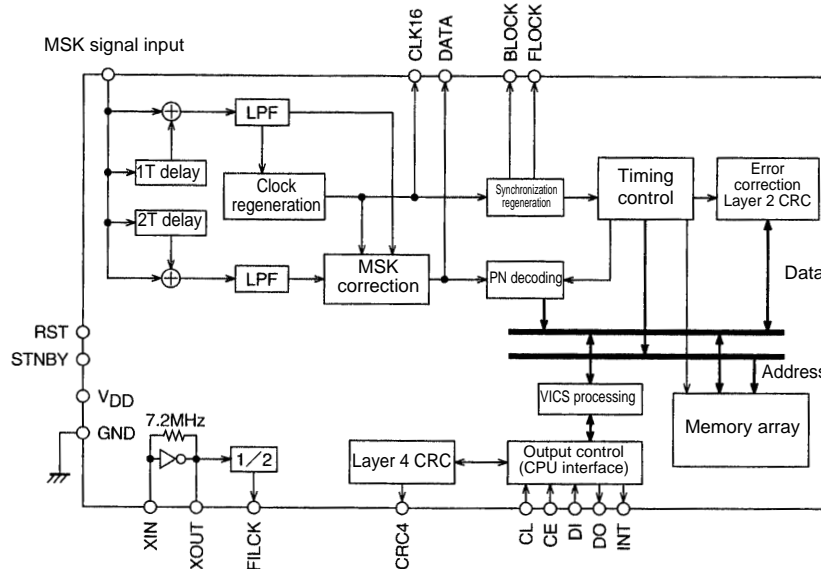 MSK signal input
CLK16
DATA
BLOCK
FLOCK
LPF
1T delay
Clock
regeneration
2T delay
LPF
MSK
correction
Synchronization
regeneration
PN decoding
Timing
control
Error
correction
Layer 2 CRC
Data
Address
RST
STNBY
VDD
GND
7.2MHz
1/2
VICS processing
Memory array
Layer 4 CRC
Output control
(CPU interface)
XIN
XOUT
FILCK
CRC4
CL
CE
DI
DO
INT